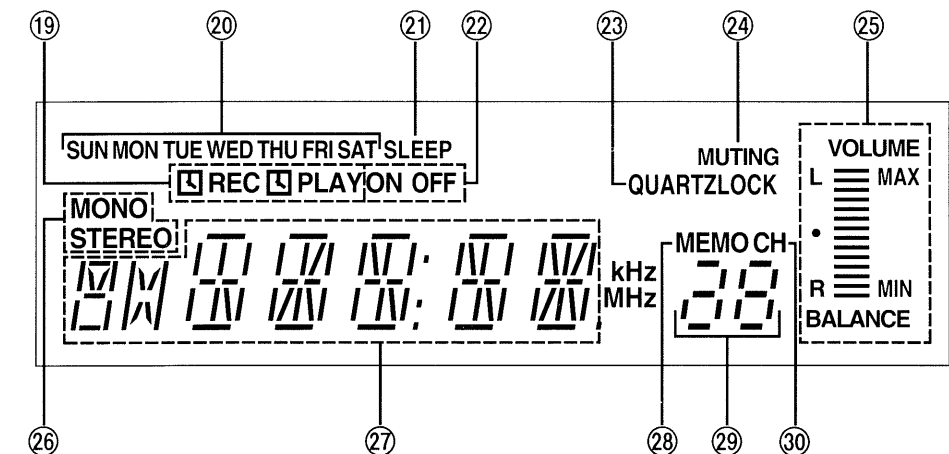 ⑲ ⑳ ㉑ ㉒ ㉓ ㉔ ㉕
SUN MON TUE WED THU FRI SAT SLEEP
REC PLAY ON OFF
MUTING
QUARTZLOCK
VOLUME
L MAX
MONO
STEREO
MEMO CH
kHz
MHz
28
R MIN
BALANCE
㉖ ㉗ ㉘ ㉙ ㉚